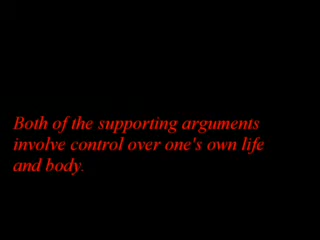 Both of the supporting arguments
involve control over one's own life
and body.